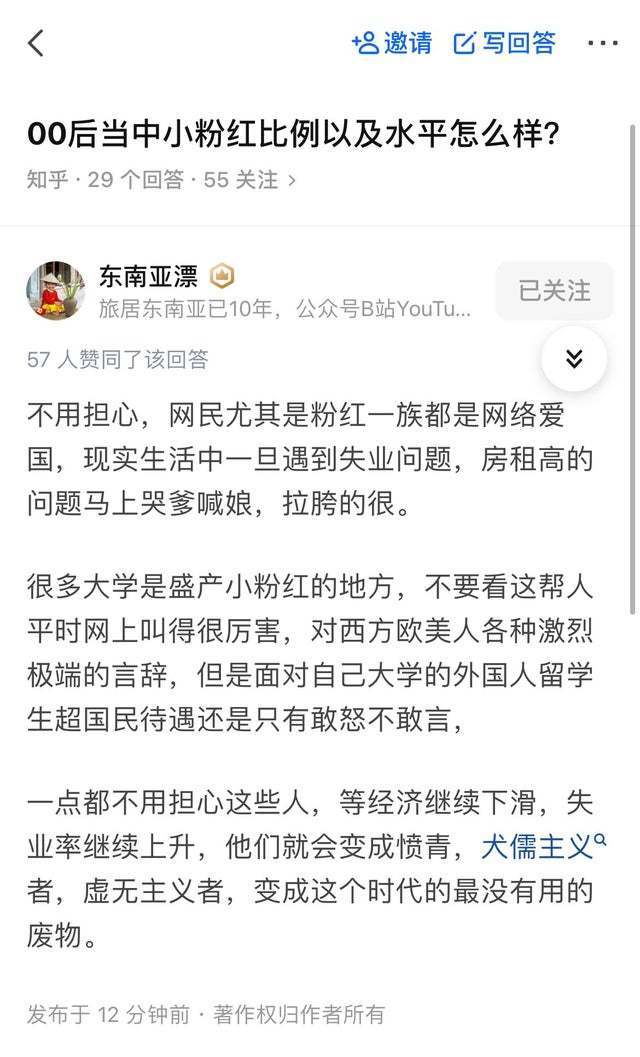 邀请 写回答
00后当中小粉红比例以及水平怎么样?
知乎 · 29 个回答 · 55 关注 >
东南亚漂
已关注
旅居东南亚已10年，公众号B站YouTu...
57 人赞同了该回答
不用担心，网民尤其是粉红一族都是网络爱
国，现实生活中一旦遇到失业问题，房租高的
问题马上哭爹喊娘，拉胯的很。
很多大学是盛产小粉红的地方，不要看这帮人
平时网上叫得很厉害，对西方欧美人各种激烈
极端的言辞，但是面对自己大学的外国人留学
生超国民待遇还是只有敢怒不敢言，
一点都不用担心这些人，等经济继续下滑，失
业率继续上升，他们就会变成愤青，犬儒主义
者，虚无主义者，变成这个时代的最没有用的
废物。
发布于 12 分钟前 · 著作权归作者所有